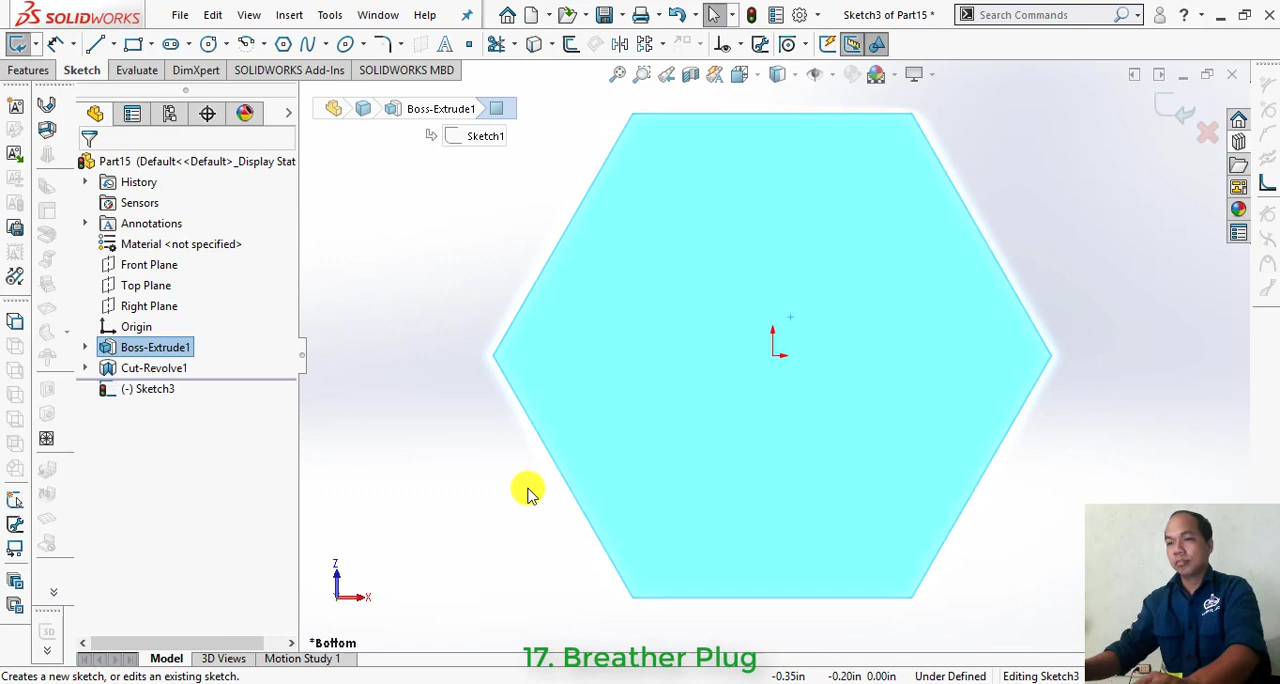 SOLIDWORKS File Edit View Insert Tools Window Help Sketch3 of Part15 * Search Commands
Features Sketch Evaluate DimXpert SOLIDWORKS Add-Ins SOLIDWORKS MBD
Boss-Extrude1
Sketch1
Part15 (Default<<Default>_Display Stat
History
Sensors
Annotations
Material <not specified>
Front Plane
Top Plane
Right Plane
Origin
Boss-Extrude1
Cut-Revolve1
(-) Sketch3
Z
X
*Bottom
3D
17. Breather Plug
Model 3D Views Motion Study 1
Creates a new sketch, or edits an existing sketch. -0.35in -0.20in 0.00in Under Defined Editing Sketch3